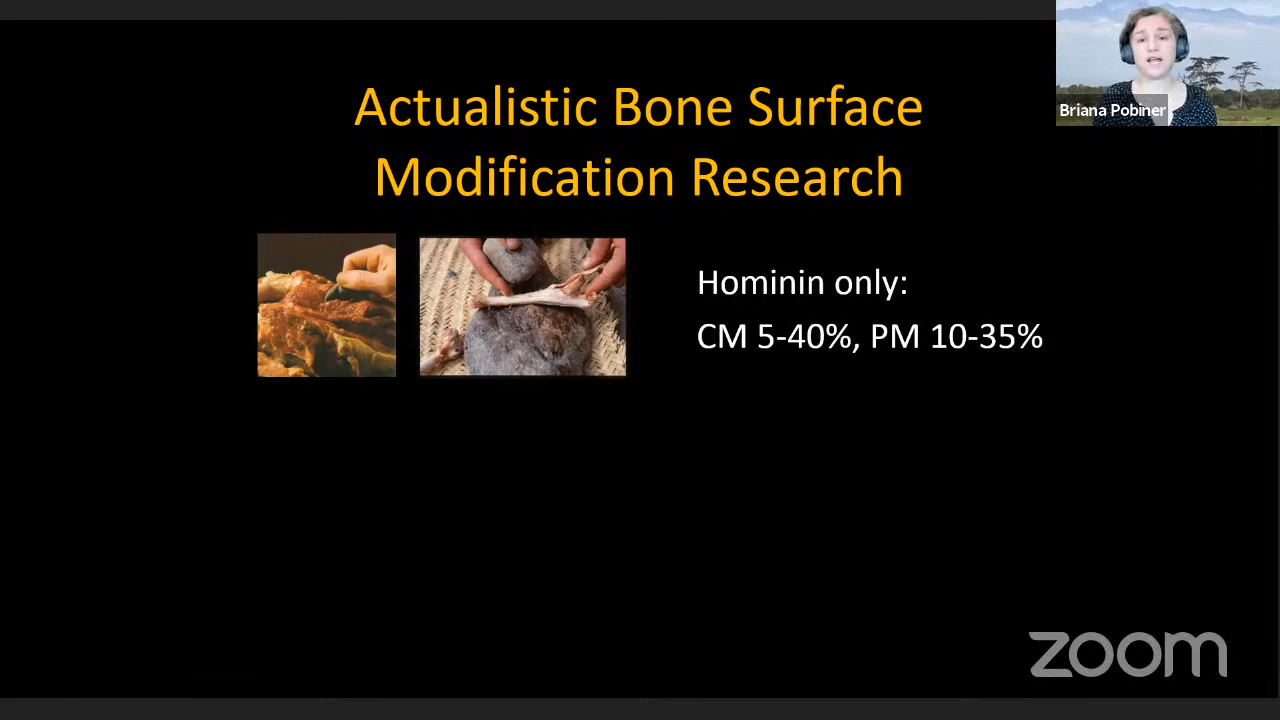 Briana Pobiner
Actualistic Bone Surface
Modification Research
Hominin only:
CM 5-40%, PM 10-35%
zoom